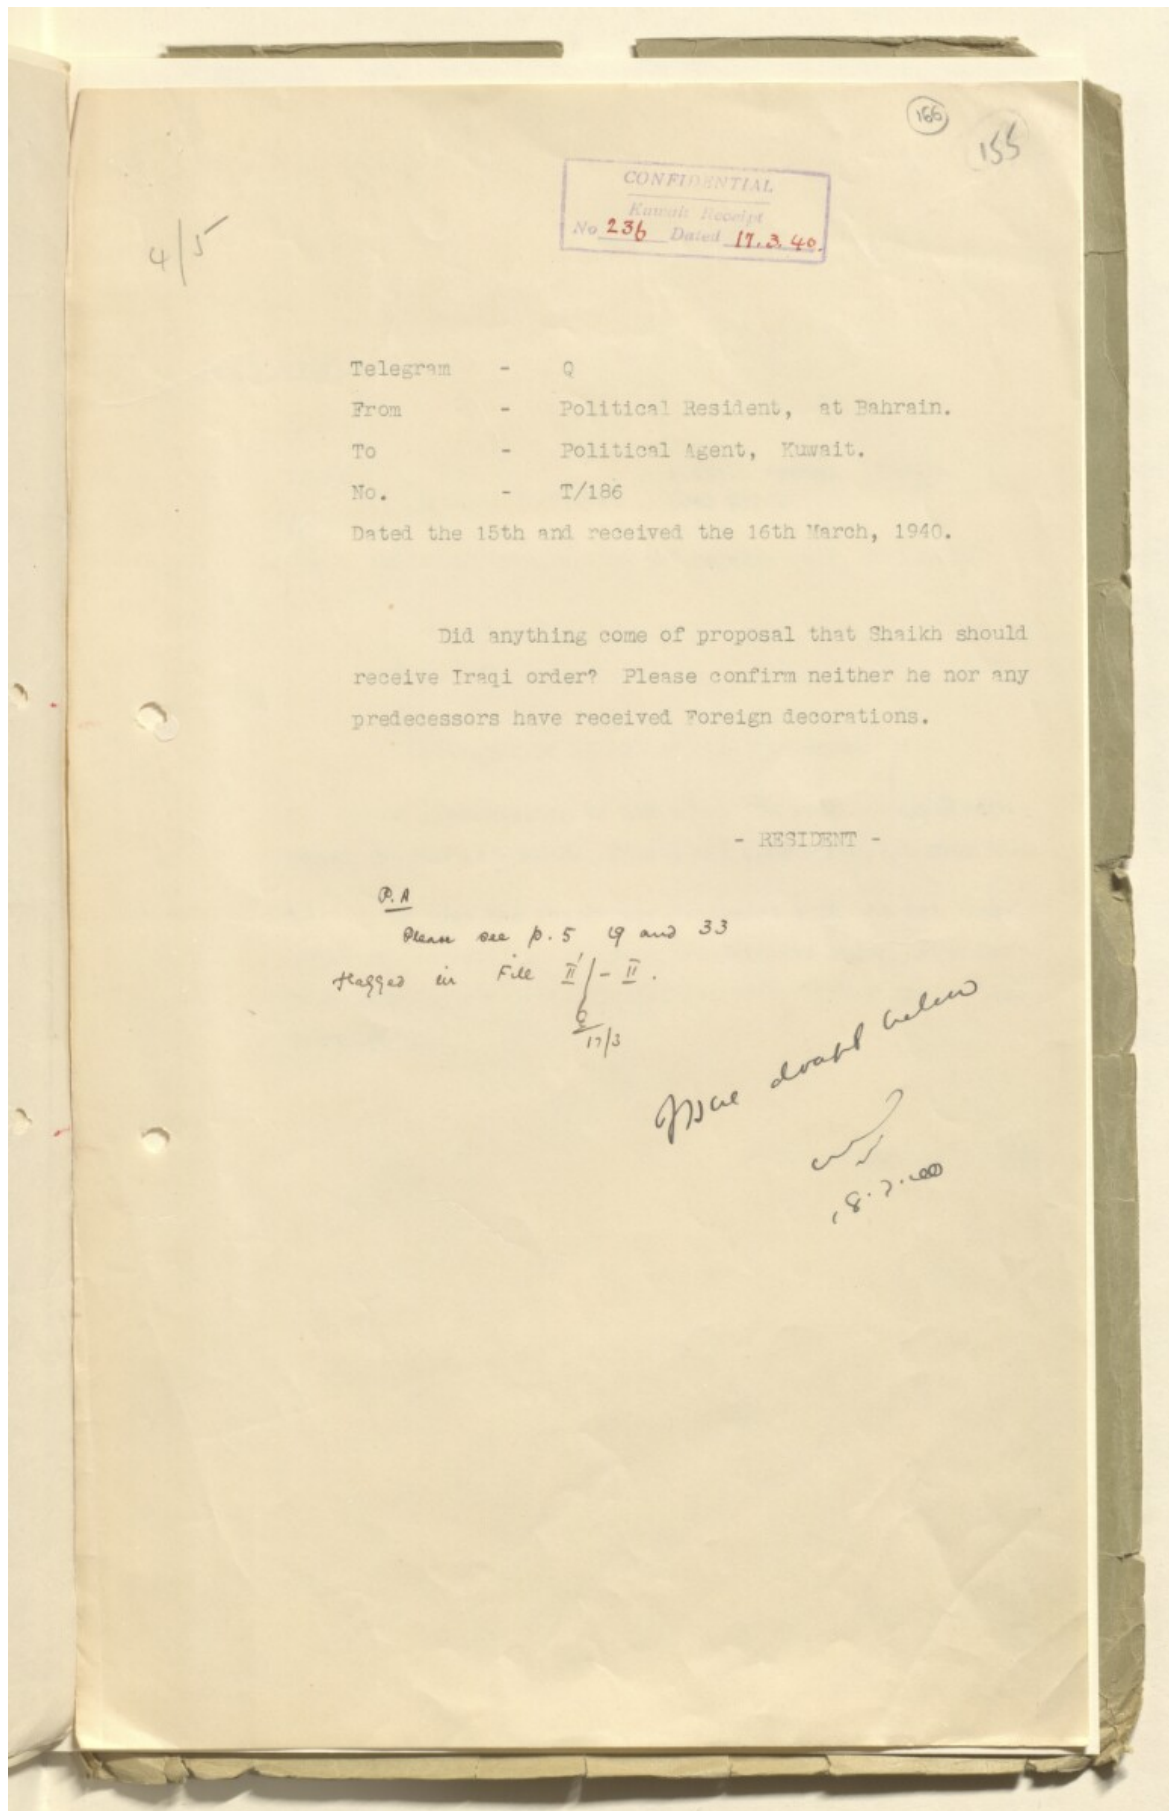 166
155
CONFIDENTIAL
Kuwait Receipt
No 236 Dated 17.3.40.
4/5
Telegram - Q
From - Political Resident, at Bahrain.
To - Political Agent, Kuwait.
No. - T/186
Dated the 15th and received the 16th March, 1940.
Did anything come of proposal that Shaikh should
receive Iraqi order? Please confirm neither he nor any
predecessors have received Foreign decorations.
- RESIDENT -
P.A
Please see p. 5 19 and 33
flagged in File II - II.
17/3
Issue draft below
18.3.40